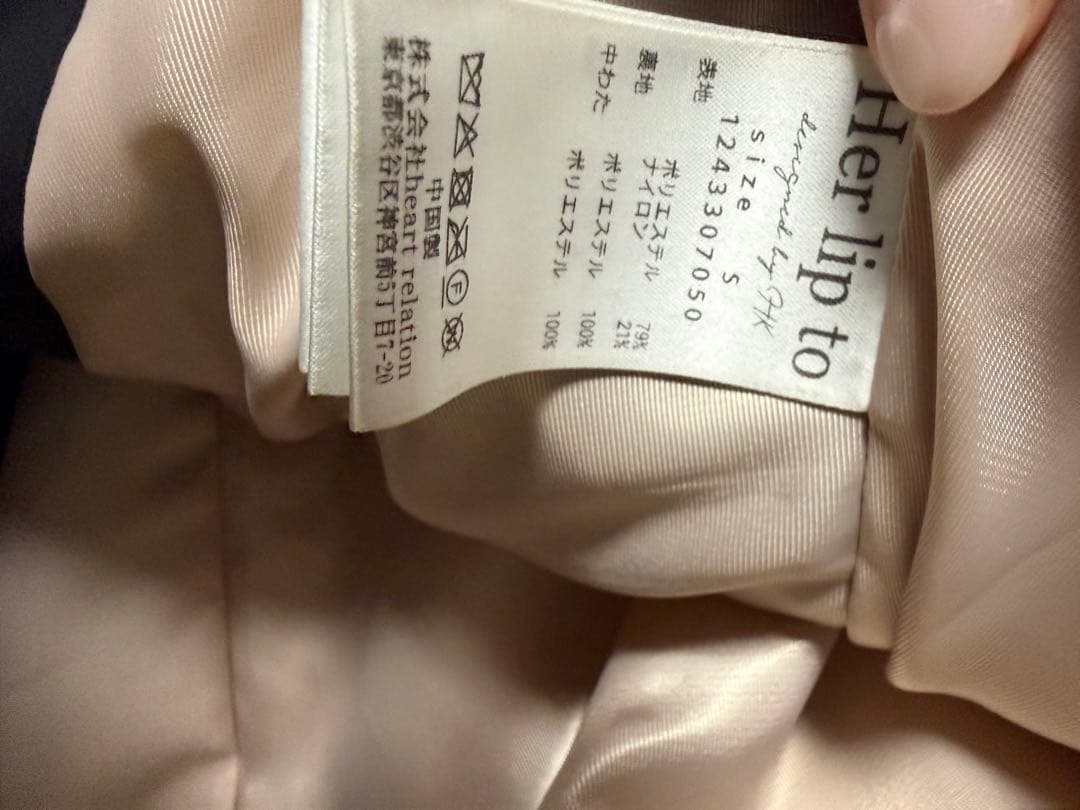 Her lip to
designed by HK
size S
1243307050
表地 ポリエステル 79%
ナイロン 21%
裏地 ポリエステル 100%
中わた ポリエステル 100%
中国製
株式会社heart relation
東京都渋谷区神宮前5丁目7-20